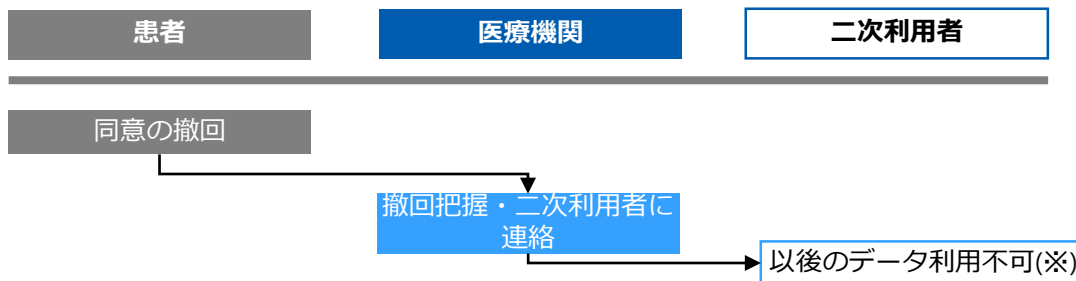 患者
医療機関
二次利用者
同意の撤回
撤回把握・二次利用者に
連絡
以後のデータ利用不可(※)